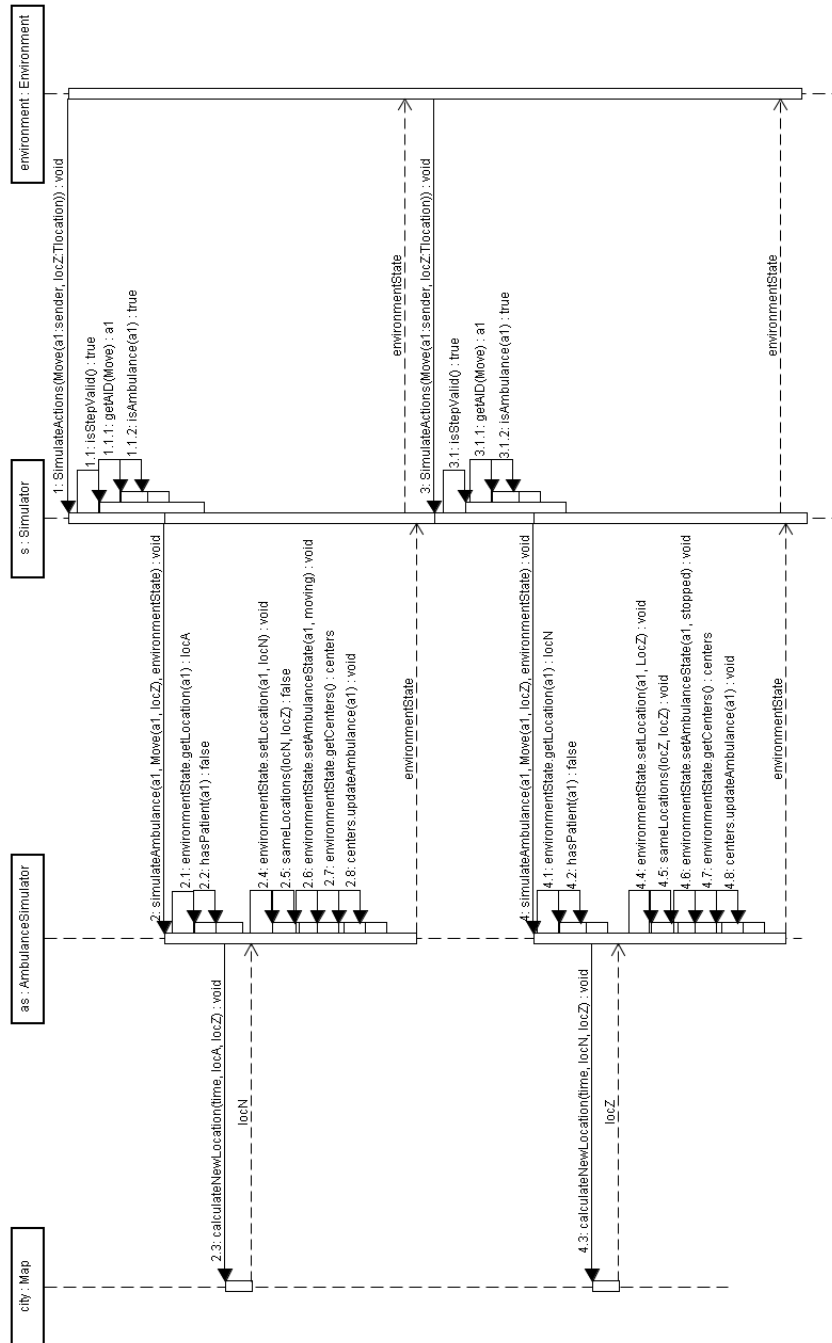 environment : Environment
s : Simulator
as : AmbulanceSimulator
city : Map
1: SimulateActions(Move(a1:sender, locZ:Tlocation)) : void
1.1: isStepValid() : true
1.1.1: getAID(Move) : a1
1.1.2: isAmbulance(a1) : true
2: simulateAmbulance(a1, Move(a1, locZ), environmentState) : void
2.1: environmentState.getLocation(a1) : locA
2.2: hasPatient(a1) : false
2.3: calculateNewLocation(time, locA, locZ) : void
locN
2.4: environmentState.setLocation(a1, locN) : void
2.5: sameLocations(locN, locZ) : false
2.6: environmentState.setAmbulanceState(a1, moving) : void
2.7: environmentState.getCenters() : centers
2.8: centers.updateAmbulance(a1) : void
environmentState
environmentState
3: SimulateActions(Move(a1:sender, locZ:Tlocation)) : void
3.1: isStepValid() : true
3.1.1: getAID(Move) : a1
3.1.2: isAmbulance(a1) : true
4: simulateAmbulance(a1, Move(a1, locZ), environmentState) : void
4.1: environmentState.getLocation(a1) : locN
4.2: hasPatient(a1) : false
4.3: calculateNewLocation(time, locN, locZ) : void
locZ
4.4: environmentState.setLocation(a1, LocZ) : void
4.5: sameLocations(locZ, locZ) : void
4.6: environmentState.setAmbulanceState(a1, stopped) : void
4.7: environmentState.getCenters() : centers
4.8: centers.updateAmbulance(a1) : void
environmentState
environmentState